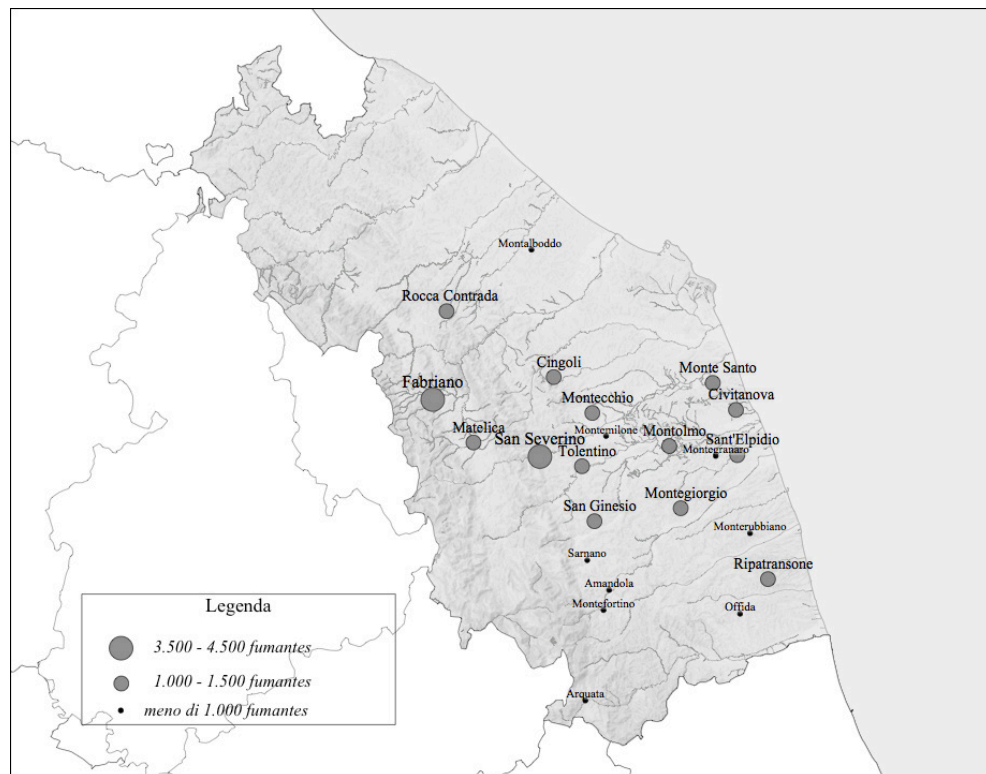 Montalboddo
Rocca Contrada
Cingoli
Monte Santo
Fabriano
Civitanova
Montecchio
Matelica
Montemilone
San Severino
Montolmo
Sant'Elpidio
Tolentino
Montegranaro
Montegiorgio
San Ginesio
Monterubbiano
Sarnano
Ripatransone
Amandola
Montefortino
Offida
Legenda
3.500 - 4.500 fumantes
1.000 - 1.500 fumantes
meno di 1.000 fumantes
Arquata